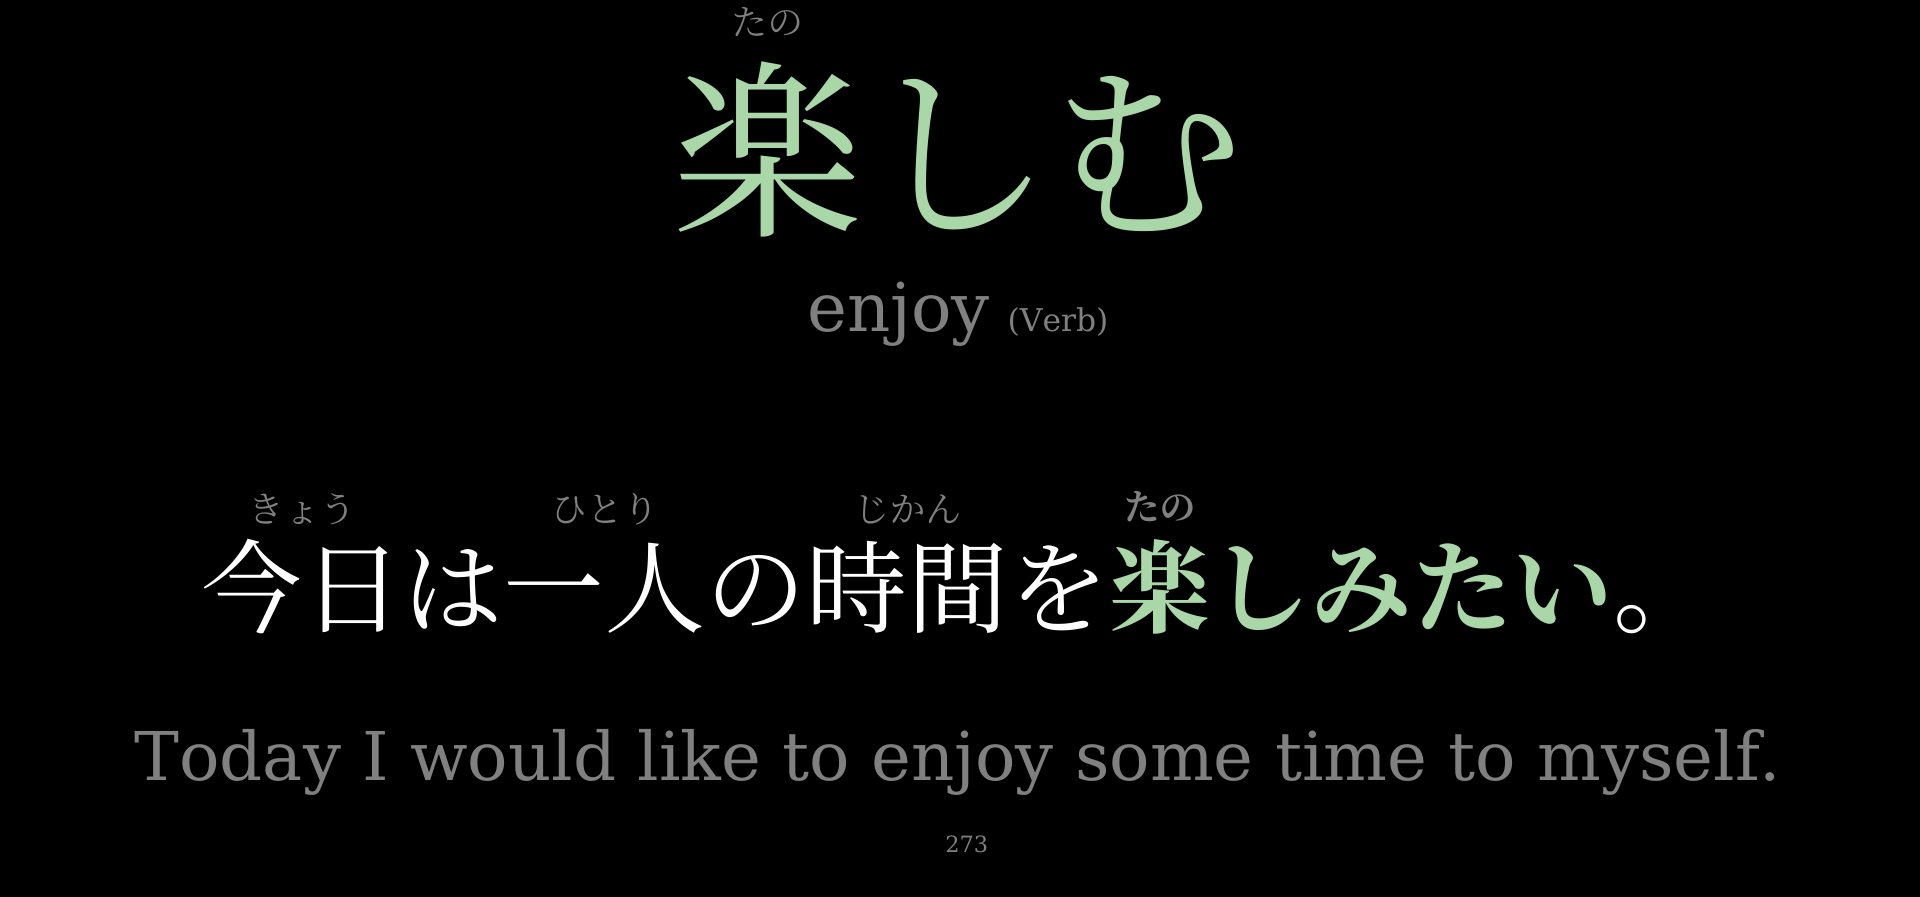 たの
楽しむ
enjoy (Verb)
きょう ひとり じかん たの
今日は一人の時間を楽しみたい。
Today I would like to enjoy some time to myself.
273